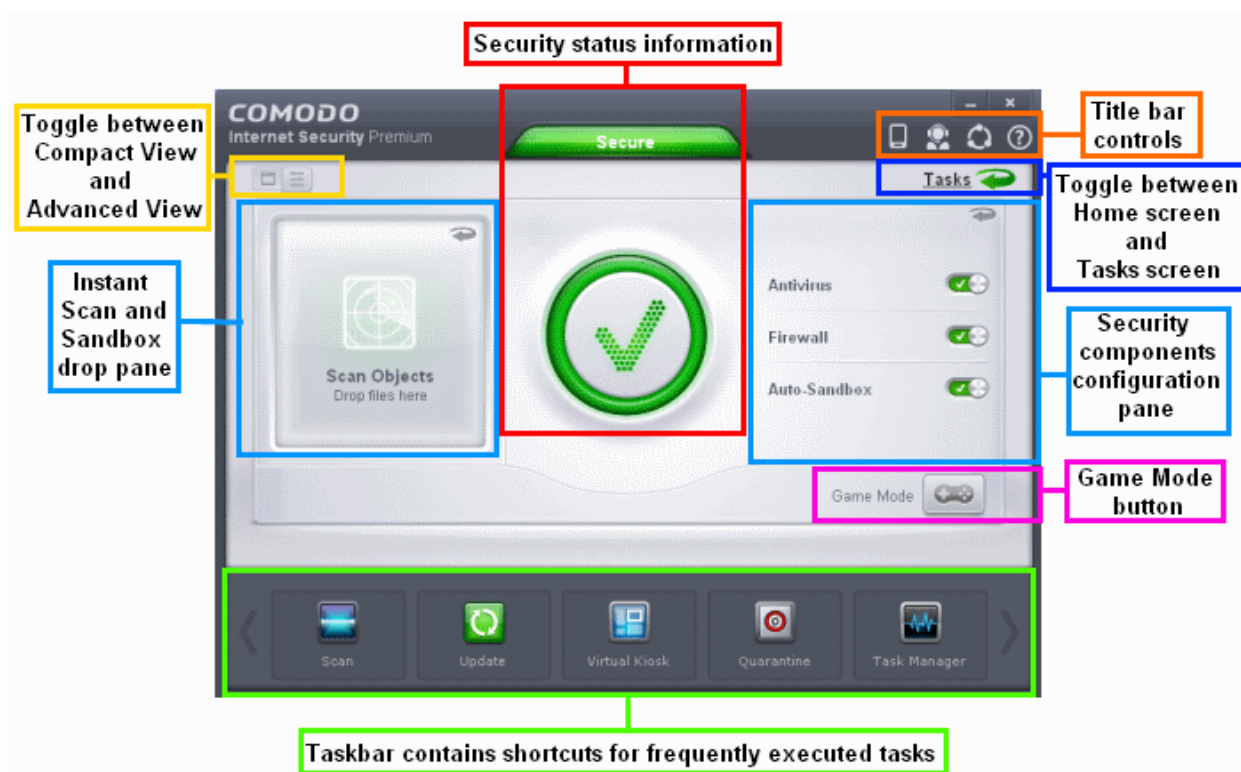 Security status information
COMODO
Internet Security Premium
Secure
Toggle between
Compact View
and
Advanced View
Title bar
controls
Tasks
Toggle between
Home screen
and
Tasks screen
Instant
Scan and
Sandbox
drop pane
Scan Objects
Drop files here
Antivirus
Firewall
Auto-Sandbox
Security
components
configuration
pane
Game Mode
Game Mode
button
Scan
Update
Virtual Kiosk
Quarantine
Task Manager
Taskbar contains shortcuts for frequently executed tasks